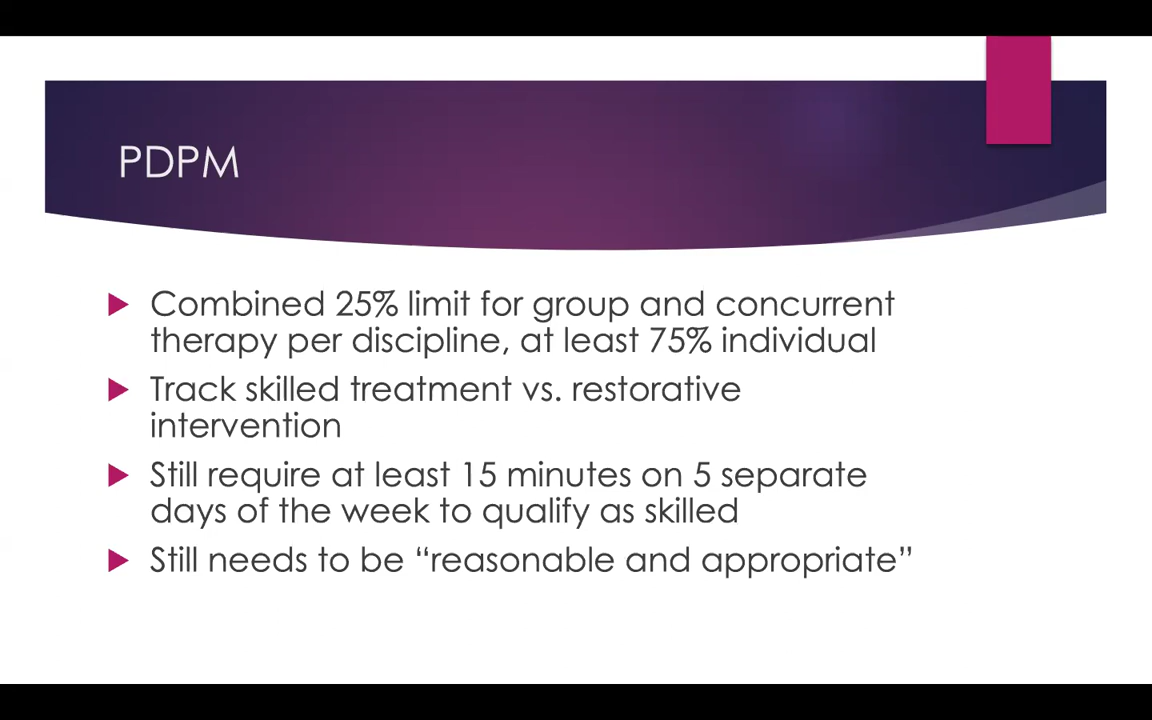 PDPM
Combined 25% limit for group and concurrent
therapy per discipline, at least 75% individual
Track skilled treatment vs. restorative
intervention
Still require at least 15 minutes on 5 separate
days of the week to qualify as skilled
Still needs to be “reasonable and appropriate”